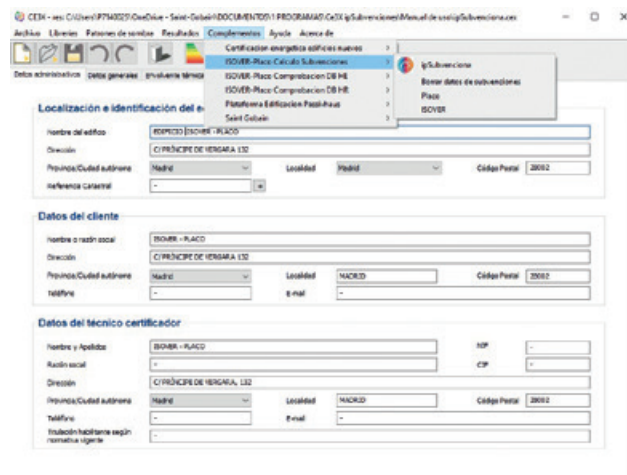 CE3X - res: C:\Users\P7540025\OneDrive - Saint-Gobain\DOCUMENTOS\1 PROGRAMAS\Ce3X ipSubvenciones\Manual de uso\ipSubvenciona.cex
Archivo Librerías Patrones de sombra Resultados Complementos Ayuda Acerca de
Certificación energética edificios nuevos >
ISOVER-Placo Calculo Subvenciones >
ISOVER-Placo Comprobacion DB HE >
ISOVER-Placo Comprobacion DB HR >
Plataforma Edificacion Passivhaus >
Saint Gobain >
ipSubvenciona
Borrar datos de subvenciones
Placo
ISOVER
Datos administrativos Datos generales Envolvente térmica
Localización e identificación del e
Nombre del edificio EDIFICIO ISOVER - PLACO
Dirección C/ PRÍNCIPE DE VERGARA 132
Provincia/Ciudad autónoma Madrid Localidad Madrid Código Postal 28002
Referencia Catastral -
Datos del cliente
Nombre o razón social ISOVER - PLACO
Dirección C/ PRÍNCIPE DE VERGARA 132
Provincia/Ciudad autónoma Madrid Localidad MADRID Código Postal 28002
Teléfono - E-mail -
Datos del técnico certificador
Nombre y Apellidos ISOVER - PLACO NIF -
Razón social - CIF -
Dirección C/ PRÍNCIPE DE VERGARA, 132
Provincia/Ciudad autónoma Madrid Localidad MADRID Código Postal 28002
Teléfono - E-mail -
Titulación habilitante según
normativa vigente -